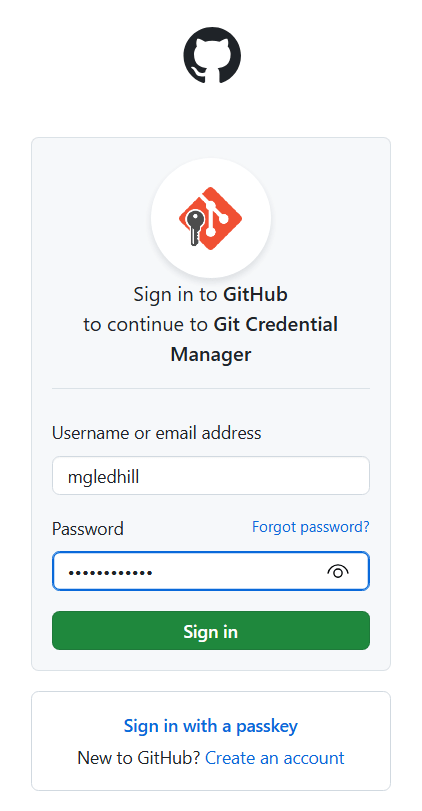 Sign in to GitHub
to continue to Git Credential
Manager
Username or email address
mgledhill
Password Forgot password?
••••••••••••
Sign in
Sign in with a passkey
New to GitHub? Create an account